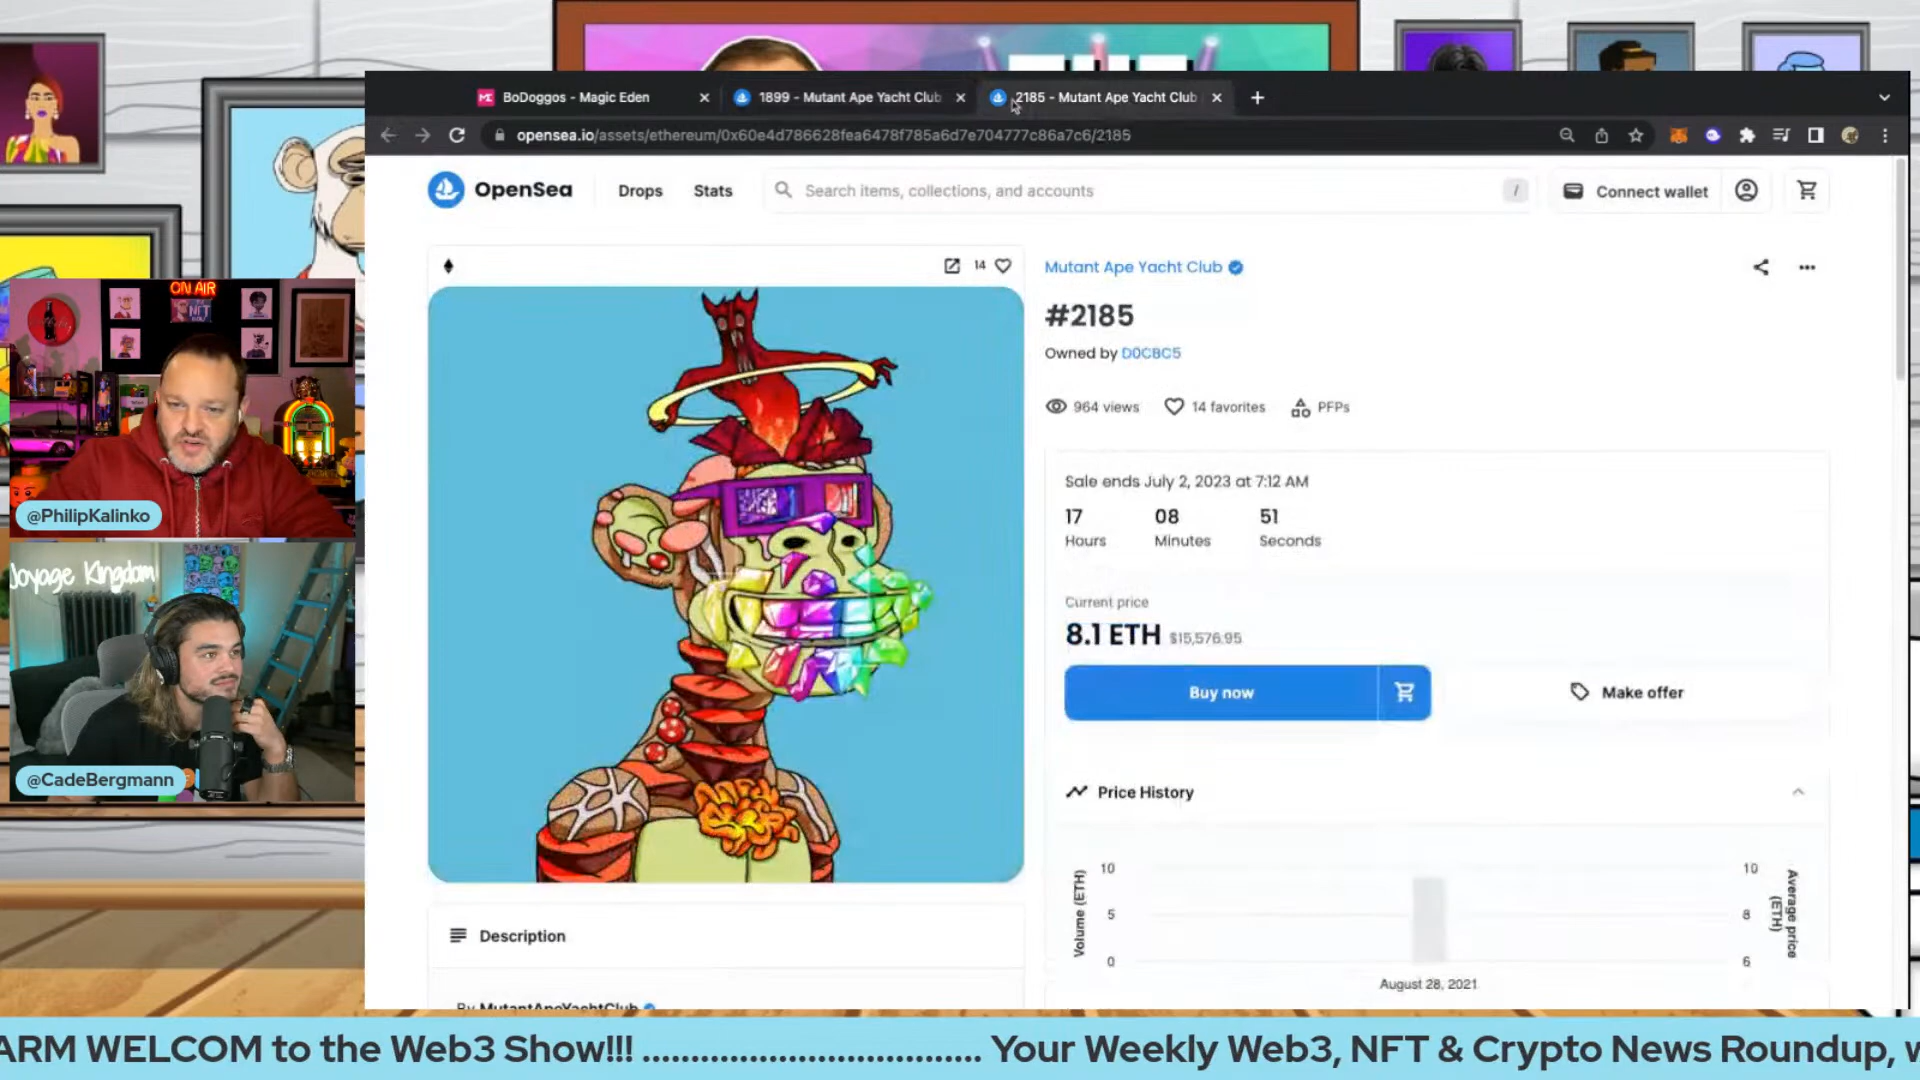 BoDoggos - Magic Eden
1899 - Mutant Ape Yacht Club
2185 - Mutant Ape Yacht Club
opensea.io/assets/ethereum/0x60e4d786628fea6478f785a6d7e704777c86a7c6/2185
OpenSea
Drops
Stats
Search items, collections, and accounts
/
Connect wallet
14
Mutant Ape Yacht Club
#2185
Owned by D0C8C5
964 views
14 favorites
PFPs
Sale ends July 2, 2023 at 7:12 AM
17
08
51
Hours
Minutes
Seconds
Current price
8.1 ETH $15,576.95
Buy now
Make offer
Price History
Volume (ETH)
10
5
0
10
8
6
Average price (ETH)
August 28, 2021
Description
By MutantApeYachtClub
ON AIR
NFT
@PhilipKalinko
Joyage Kingdom
@CadeBergmann
ARM WELCOM to the Web3 Show!!! .................................. Your Weekly Web3, NFT & Crypto News Roundup, w